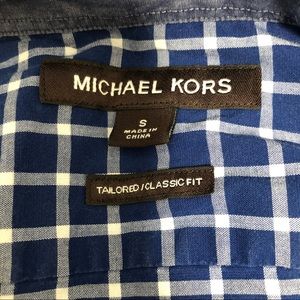 MICHAEL KORS
S
MADE IN
CHINA
TAILORED / CLASSIC FIT